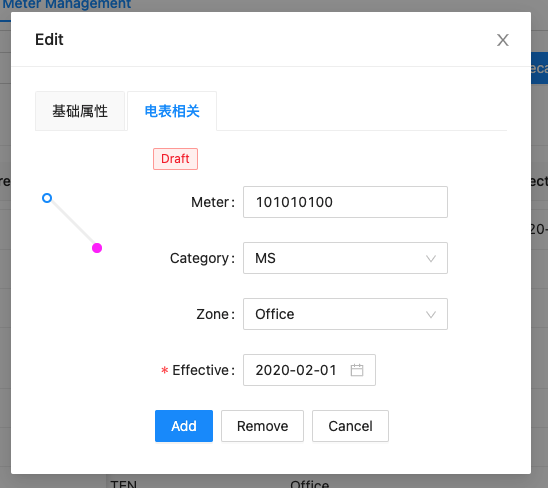 Meter Management
Edit
基础属性
电表相关
Draft
Meter:
101010100
Category:
MS
Zone:
Office
* Effective:
2020-02-01
Add
Remove
Cancel
TEN
Office